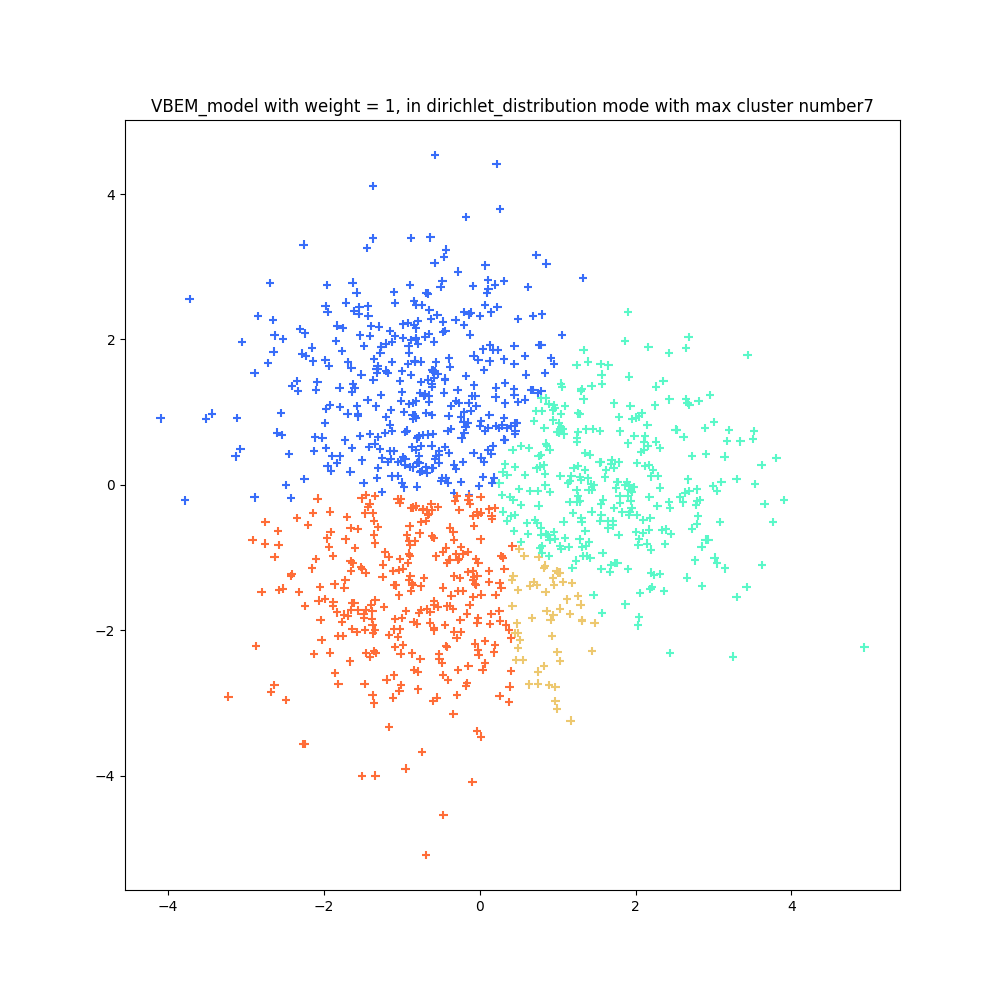 VBEM_model with weight = 1, in dirichlet_distribution mode with max cluster number7
4
2
0
−2
−4
−4 −2 0 2 4